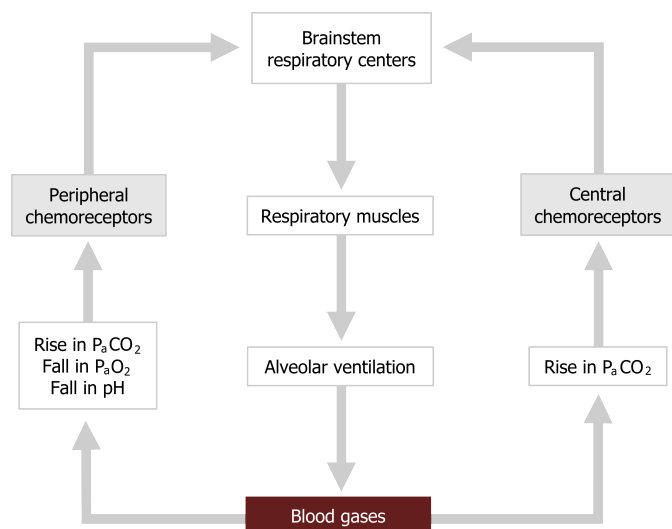 Brainstem
respiratory centers
Peripheral
chemoreceptors
Respiratory muscles
Central
chemoreceptors
Rise in PₐCO₂
Fall in PₐO₂
Fall in pH
Alveolar ventilation
Rise in PₐCO₂
Blood gases